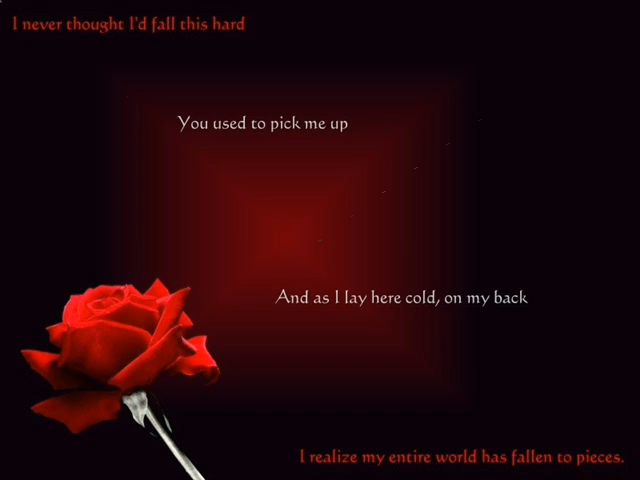 I never thought I'd fall this hard
You used to pick me up
And as I lay here cold, on my back
I realize my entire world has fallen to pieces.